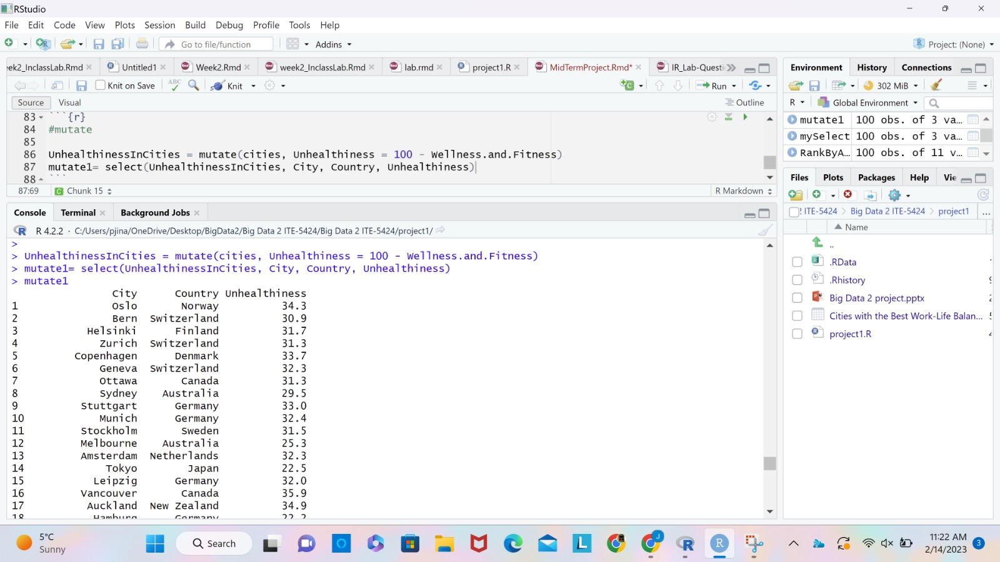 RStudio
File Edit Code View Plots Session Build Debug Profile Tools Help
Go to file/function Addins Project: (None)
eek2_InclassLab.Rmd Untitled1 Week2.Rmd week2_InclassLab.Rmd lab.rmd project1.R MidTermProject.Rmd* IR_Lab-Questi
Knit on Save ABC Knit Run
Source Visual Outline
83 ```{r}
84 #mutate
85
86 UnhealthinessInCities = mutate(cities, Unhealthiness = 100 - Wellness.and.Fitness)
87 mutate1= select(UnhealthinessInCities, City, Country, Unhealthiness)
88 ```
87:69 C Chunk 15 R Markdown
Console Terminal Background Jobs
R 4.2.2 · C:/Users/pjina/OneDrive/Desktop/BigData2/Big Data 2 ITE-5424/Big Data 2 ITE-5424/project1/
>
> UnhealthinessInCities = mutate(cities, Unhealthiness = 100 - Wellness.and.Fitness)
> mutate1= select(UnhealthinessInCities, City, Country, Unhealthiness)
> mutate1
City Country Unhealthiness
1 Oslo Norway 34.3
2 Bern Switzerland 30.9
3 Helsinki Finland 31.7
4 Zurich Switzerland 31.3
5 Copenhagen Denmark 33.7
6 Geneva Switzerland 32.3
7 Ottawa Canada 31.3
8 Sydney Australia 29.5
9 Stuttgart Germany 33.0
10 Munich Germany 32.4
11 Stockholm Sweden 31.5
12 Melbourne Australia 25.3
13 Amsterdam Netherlands 32.3
14 Tokyo Japan 22.5
15 Leipzig Germany 32.0
16 Vancouver Canada 35.9
17 Auckland New Zealand 34.9
18 Hamburg Germany
Environment History Connections
302 MiB
R Global Environment
mutate1 100 obs. of 3 va...
mySelect 100 obs. of 3 va...
RankByA... 100 obs. of 11 v...
Files Plots Packages Help Vie
ITE-5424 > Big Data 2 ITE-5424 > project1 ...
Name
..
.RData
.Rhistory
Big Data 2 project.pptx
Cities with the Best Work-Life Balan...
project1.R
5°C
Sunny
Search
11:22 AM
2/14/2023
3